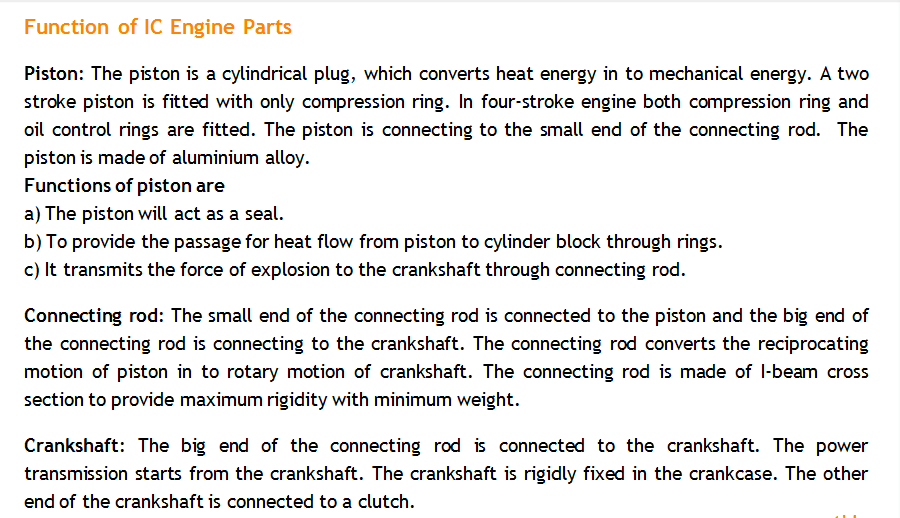 Function of IC Engine Parts
Piston: The piston is a cylindrical plug, which converts heat energy in to mechanical energy. A two
stroke piston is fitted with only compression ring. In four-stroke engine both compression ring and
oil control rings are fitted. The piston is connecting to the small end of the connecting rod. The
piston is made of aluminium alloy.
Functions of piston are
a) The piston will act as a seal.
b) To provide the passage for heat flow from piston to cylinder block through rings.
c) It transmits the force of explosion to the crankshaft through connecting rod.
Connecting rod: The small end of the connecting rod is connected to the piston and the big end of
the connecting rod is connecting to the crankshaft. The connecting rod converts the reciprocating
motion of piston in to rotary motion of crankshaft. The connecting rod is made of I-beam cross
section to provide maximum rigidity with minimum weight.
Crankshaft: The big end of the connecting rod is connected to the crankshaft. The power
transmission starts from the crankshaft. The crankshaft is rigidly fixed in the crankcase. The other
end of the crankshaft is connected to a clutch.